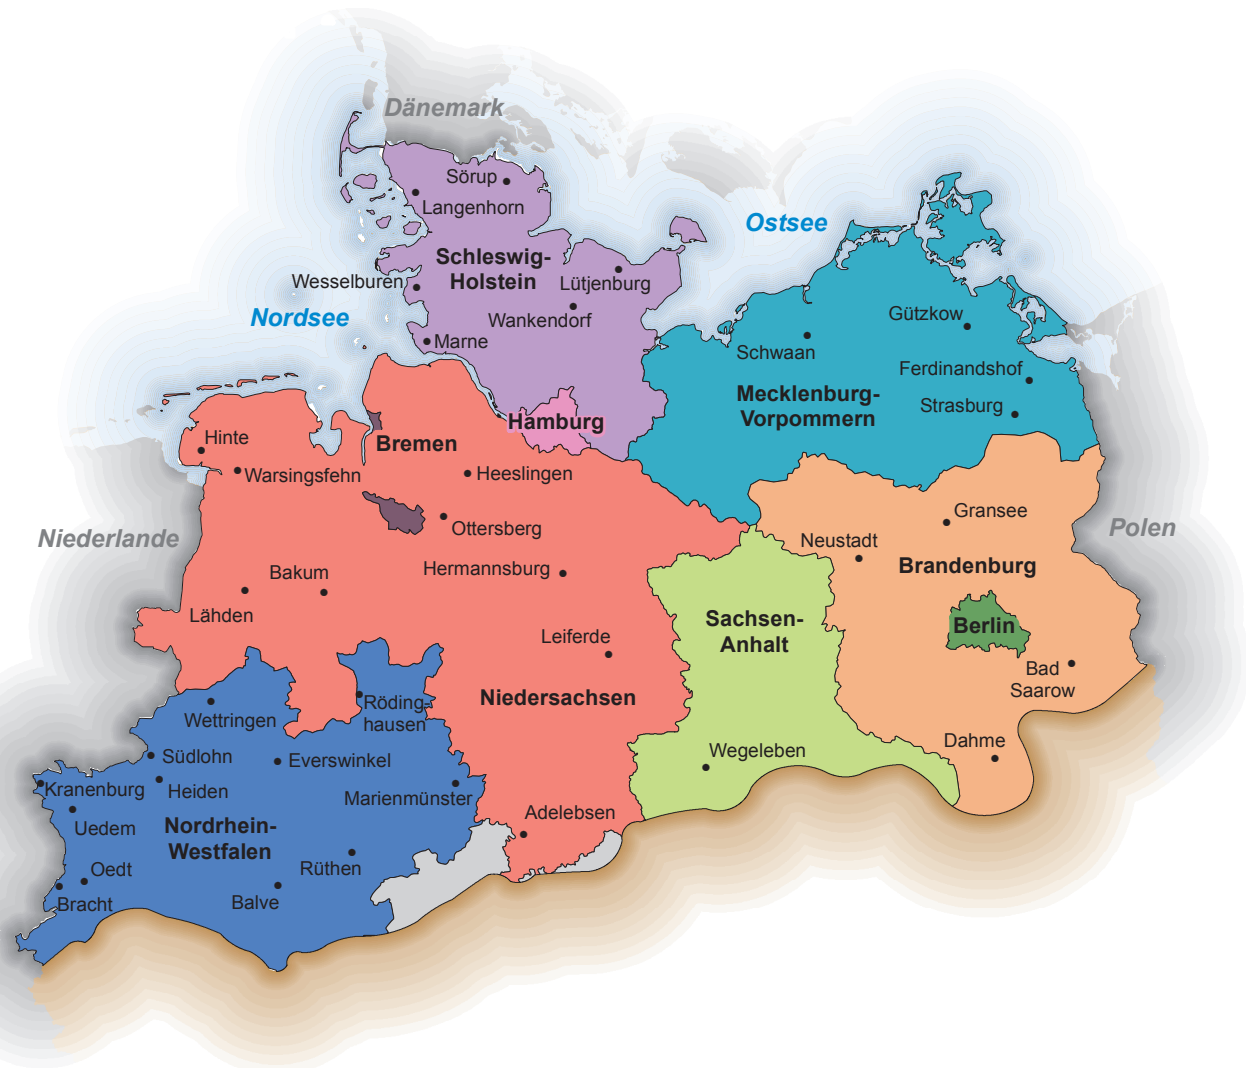 Dänemark
Sörup
Langenhorn
Ostsee
Schleswig-
Holstein
Wesselburen
Lütjenburg
Nordsee
Wankendorf
Gützkow
Marne
Schwaan
Ferdinandshof
Mecklenburg-
Vorpommern
Strasburg
Hamburg
Bremen
Hinte
Warsingsfehn
Heeslingen
Gransee
Ottersberg
Polen
Niederlande
Neustadt
Brandenburg
Hermannsburg
Bakum
Lähden
Sachsen-
Anhalt
Berlin
Leiferde
Bad
Saarow
Niedersachsen
Röding-
hausen
Wettringen
Dahme
Wegeleben
Südlohn
Everswinkel
Kranenburg
Heiden
Marienmünster
Adelebsen
Uedem
Nordrhein-
Westfalen
Oedt
Rüthen
Bracht
Balve